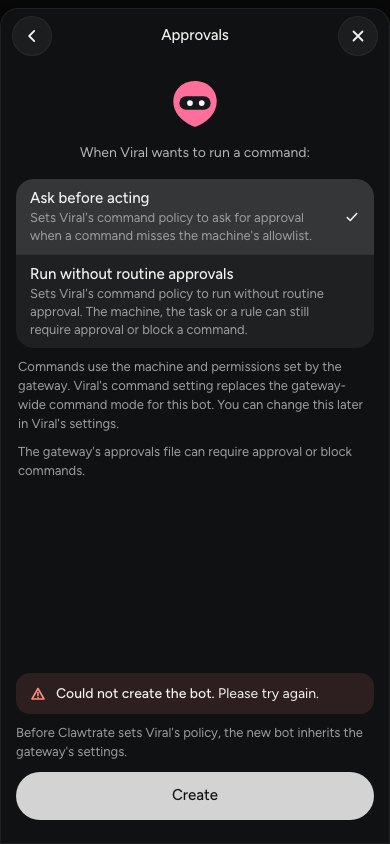 Approvals
When Viral wants to run a command:
Ask before acting
Sets Viral's command policy to ask for approval
when a command misses the machine's allowlist.
Run without routine approvals
Sets Viral's command policy to run without routine
approval. The machine, the task or a rule can still
require approval or block a command.
Commands use the machine and permissions set by the
gateway. Viral's command setting replaces the gateway-
wide command mode for this bot. You can change this later
in Viral's settings.
The gateway's approvals file can require approval or block
commands.
Could not create the bot. Please try again.
Before Clawtrate sets Viral's policy, the new bot inherits the
gateway's settings.
Create